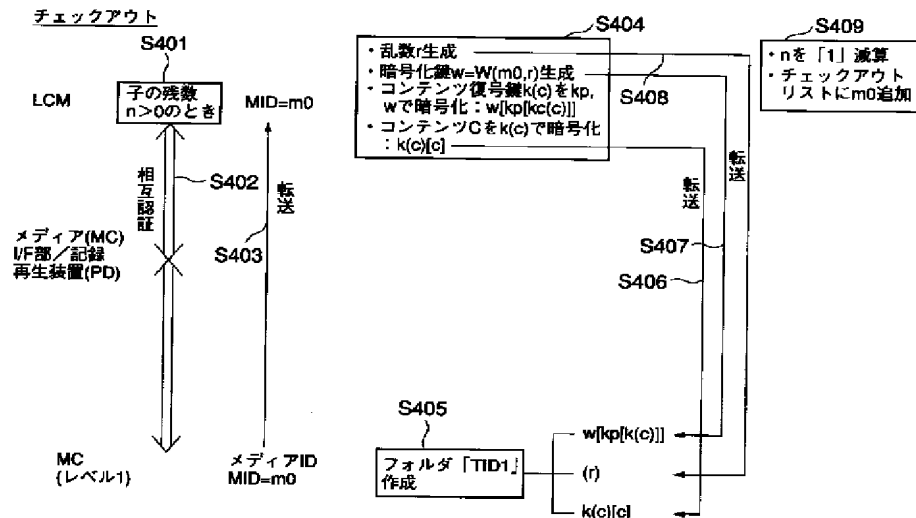 チェックアウト
S401
LCM
子の残数
n>0のとき
MID=m0
相互認証
S402
転送
S403
メディア(MC)
I/F部/記録
再生装置(PD)
MC
{レベル1}
メディアID
MID=m0
S404
・乱数r生成
・暗号化鍵w=W(m0,r)生成
・コンテンツ復号鍵k(c)をkp,
wで暗号化:w[kp[kc(c)]]
・コンテンツCをk(c)で暗号化
:k(c)[c]
S408
S409
・nを「1」減算
・チェックアウト
リストにm0追加
転送
転送
S407
S406
S405
フォルダ「TID1」
作成
w[kp[k(c)]]
(r)
k(c)[c]